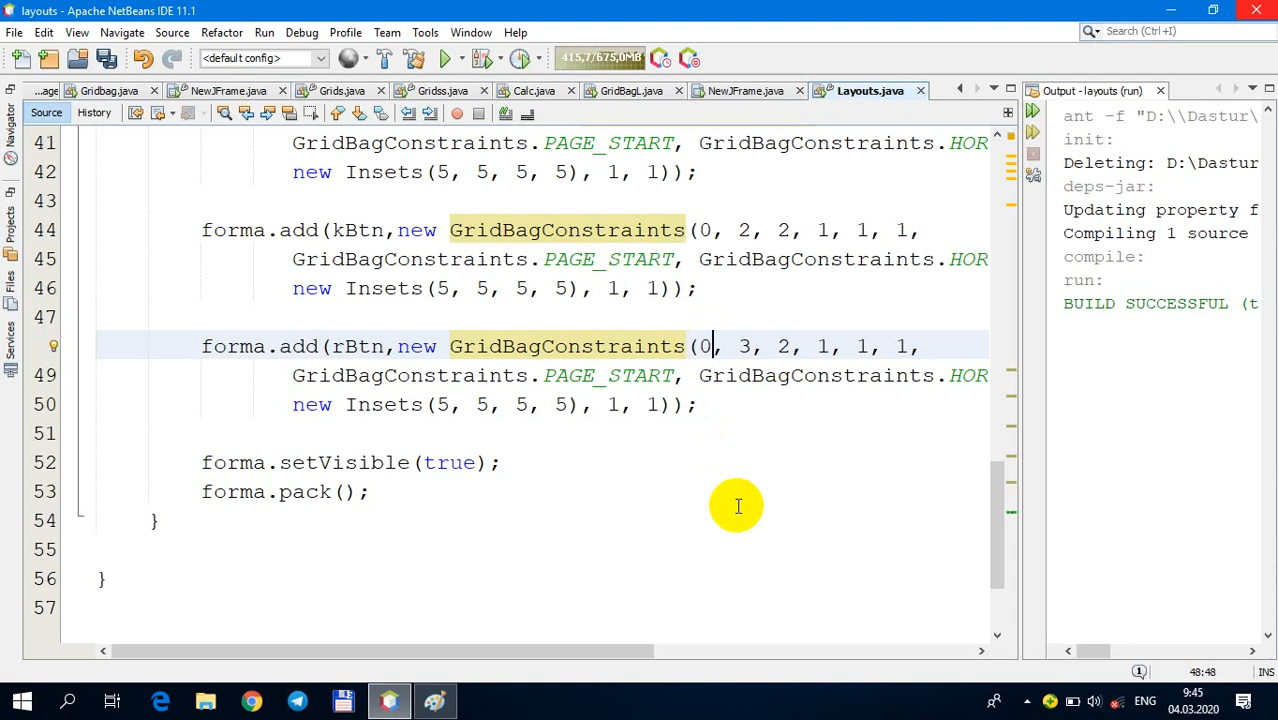 layouts - Apache NetBeans IDE 11.1
File Edit View Navigate Source Refactor Run Debug Profile Team Tools Window Help
Search (Ctrl+I)
<default config>
415,7/675,0MB
...age Gridbag.java NewJFrame.java Grids.java Gridss.java Calc.java GridBagL.java NewJFrame.java Layouts.java
Output - layouts (run)
Source History
Navigator
Projects
Files
Services
41 GridBagConstraints.PAGE_START, GridBagConstraints.HOR
42 new Insets(5, 5, 5, 5), 1, 1));
43
44 forma.add(kBtn,new GridBagConstraints(0, 2, 2, 1, 1, 1,
45 GridBagConstraints.PAGE_START, GridBagConstraints.HOR
46 new Insets(5, 5, 5, 5), 1, 1));
47
forma.add(rBtn,new GridBagConstraints(0, 3, 2, 1, 1, 1,
49 GridBagConstraints.PAGE_START, GridBagConstraints.HOR
50 new Insets(5, 5, 5, 5), 1, 1));
51
52 forma.setVisible(true);
53 forma.pack();
54 }
55
56 }
57
ant -f "D:\\Dastur\
init:
Deleting: D:\Dastur
deps-jar:
Updating property f
Compiling 1 source
compile:
run:
BUILD SUCCESSFUL (t
1
48:48
INS
ENG
9:45
04.03.2020